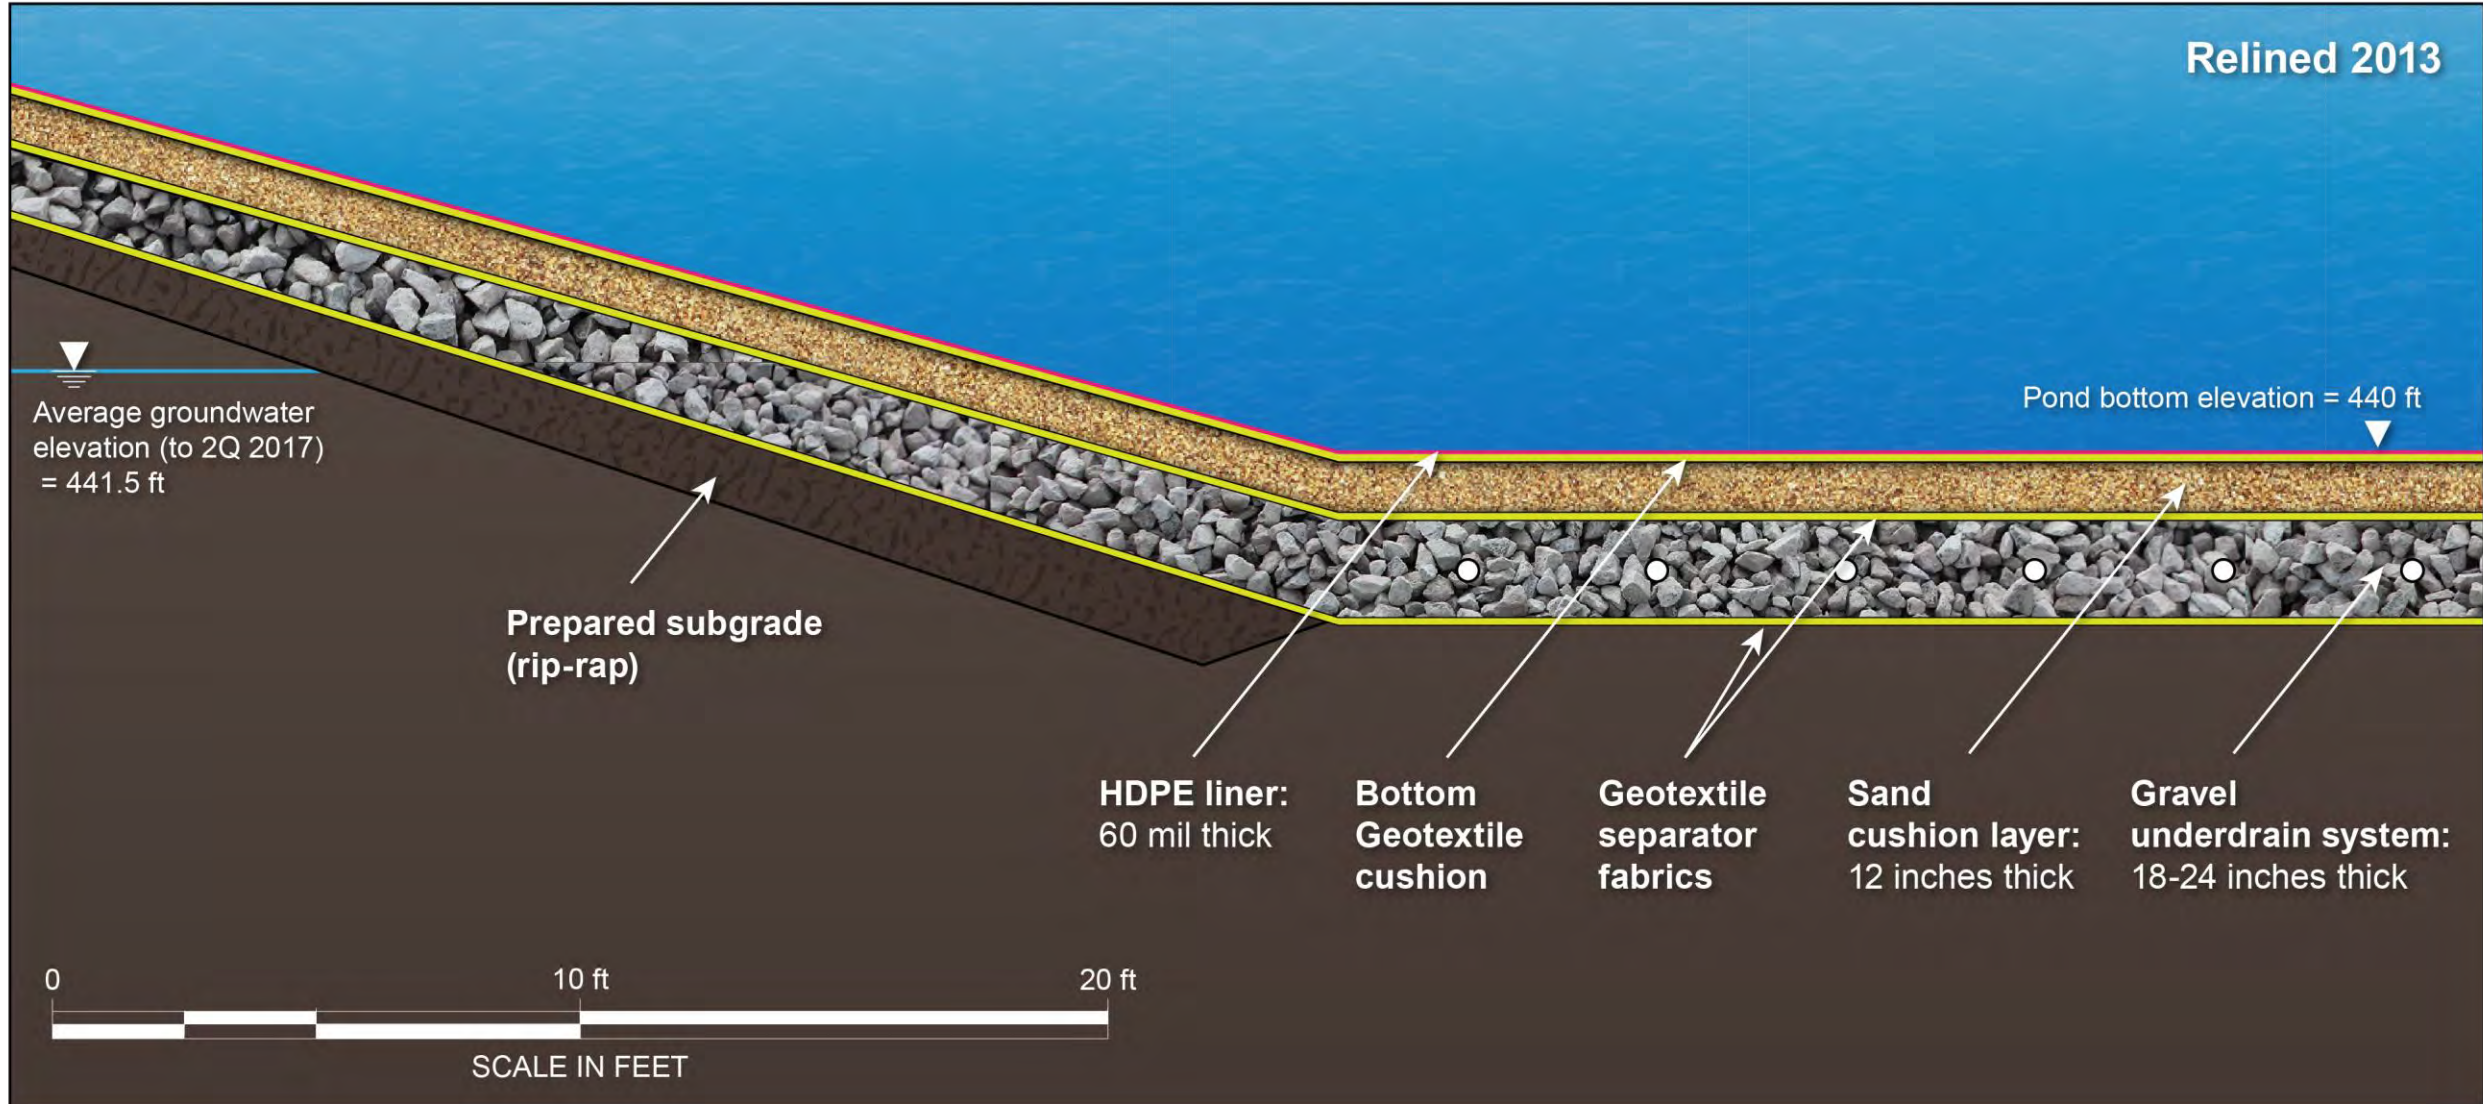 Relined 2013
Pond bottom elevation = 440 ft
Average groundwater
elevation (to 2Q 2017)
= 441.5 ft
Prepared subgrade
(rip-rap)
HDPE liner:
60 mil thick
Bottom
Geotextile
cushion
Geotextile
separator
fabrics
Sand
cushion layer:
12 inches thick
Gravel
underdrain system:
18-24 inches thick
0 10 ft 20 ft
SCALE IN FEET